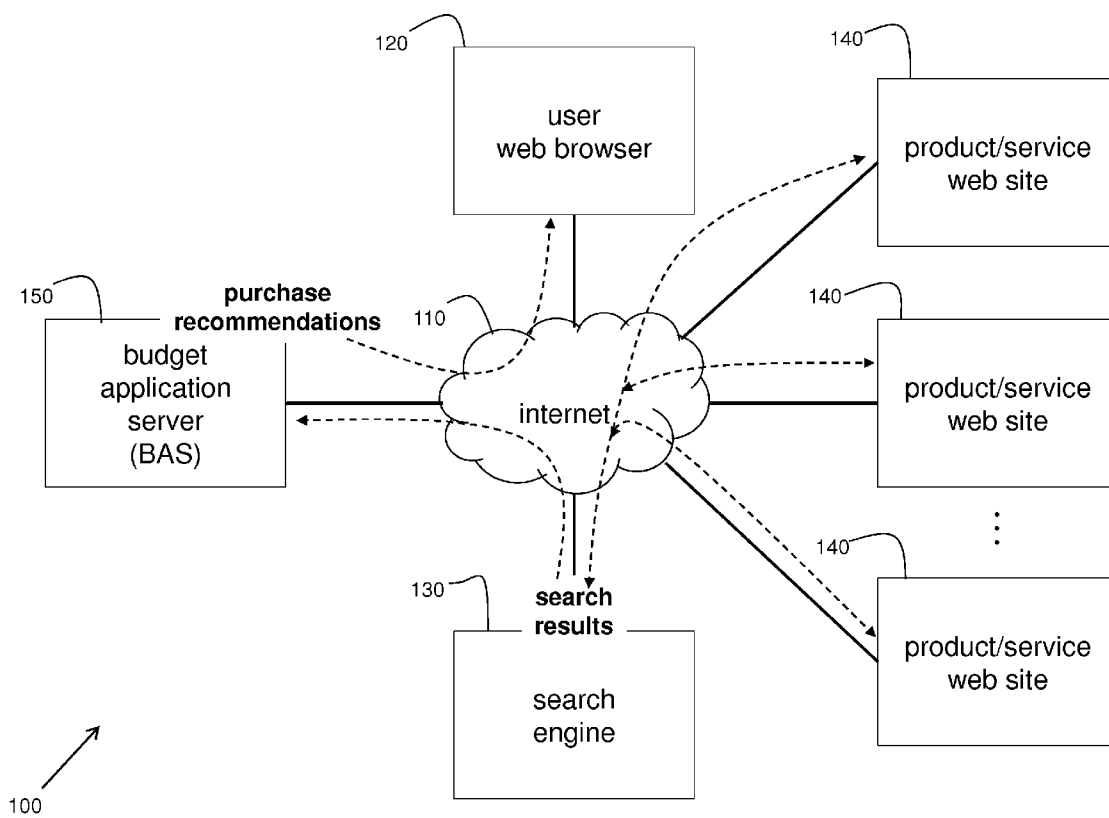 120
user
web browser
140
product/service
web site
150
purchase
recommendations
budget
application
server
(BAS)
110
internet
140
product/service
web site
130
search
results
search
engine
140
product/service
web site
100